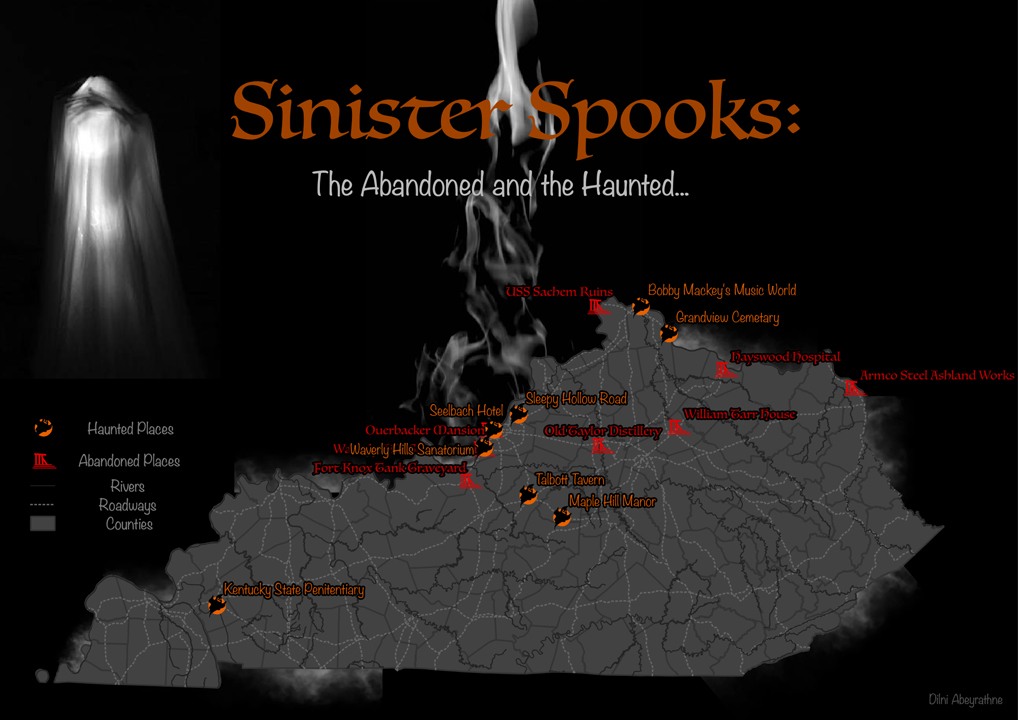 Sinister Spooks:
The Abandoned and the Haunted...
USS Sachem Ruins
Bobby Mackey's Music World
Grandview Cemetary
Hayswood Hospital
Armco Steel Ashland Works
Sleepy Hollow Road
Seelbach Hotel
William Tarr House
Ouerbacker Mansion
Old Taylor Distillery
Waverly Hills Sanatorium
Fort Knox Tank Graveyard
Talbott Tavern
Maple Hill Manor
Kentucky State Penitentiary
Haunted Places
Abandoned Places
Rivers
Roadways
Counties
Dilni Abeyrathne